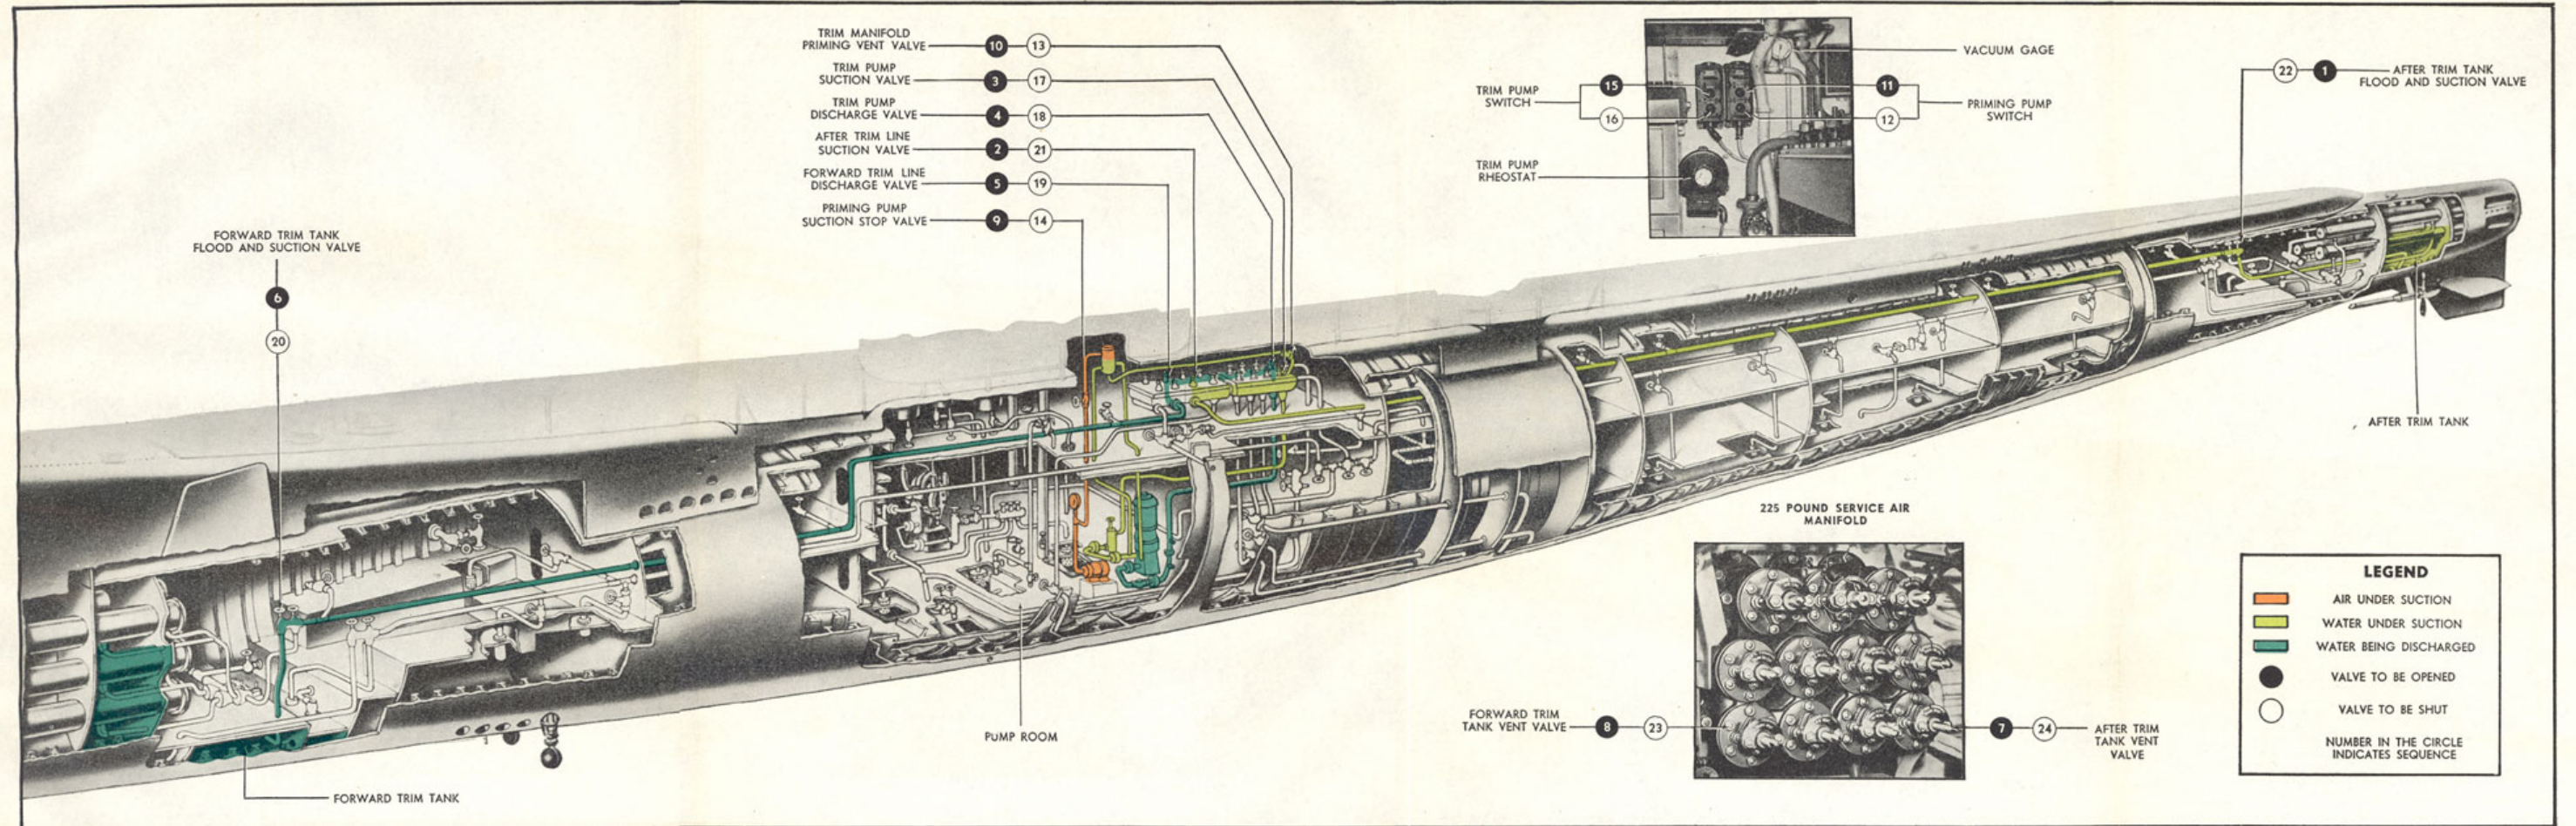 TRIM MANIFOLD
PRIMING VENT VALVE
10
13
TRIM PUMP
SUCTION VALVE
3
17
TRIM PUMP
DISCHARGE VALVE
4
18
AFTER TRIM LINE
SUCTION VALVE
2
21
FORWARD TRIM LINE
DISCHARGE VALVE
5
19
PRIMING PUMP
SUCTION STOP VALVE
9
14
FORWARD TRIM TANK
FLOOD AND SUCTION VALVE
6
20
VACUUM GAGE
TRIM PUMP
SWITCH
15
16
11
12
PRIMING PUMP
SWITCH
TRIM PUMP
RHEOSTAT
22
1
AFTER TRIM TANK
FLOOD AND SUCTION VALVE
AFTER TRIM TANK
225 POUND SERVICE AIR
MANIFOLD
FORWARD TRIM
TANK VENT VALVE
8
23
7
24
AFTER TRIM
TANK VENT
VALVE
PUMP ROOM
FORWARD TRIM TANK
LEGEND
AIR UNDER SUCTION
WATER UNDER SUCTION
WATER BEING DISCHARGED
VALVE TO BE OPENED
VALVE TO BE SHUT
NUMBER IN THE CIRCLE
INDICATES SEQUENCE